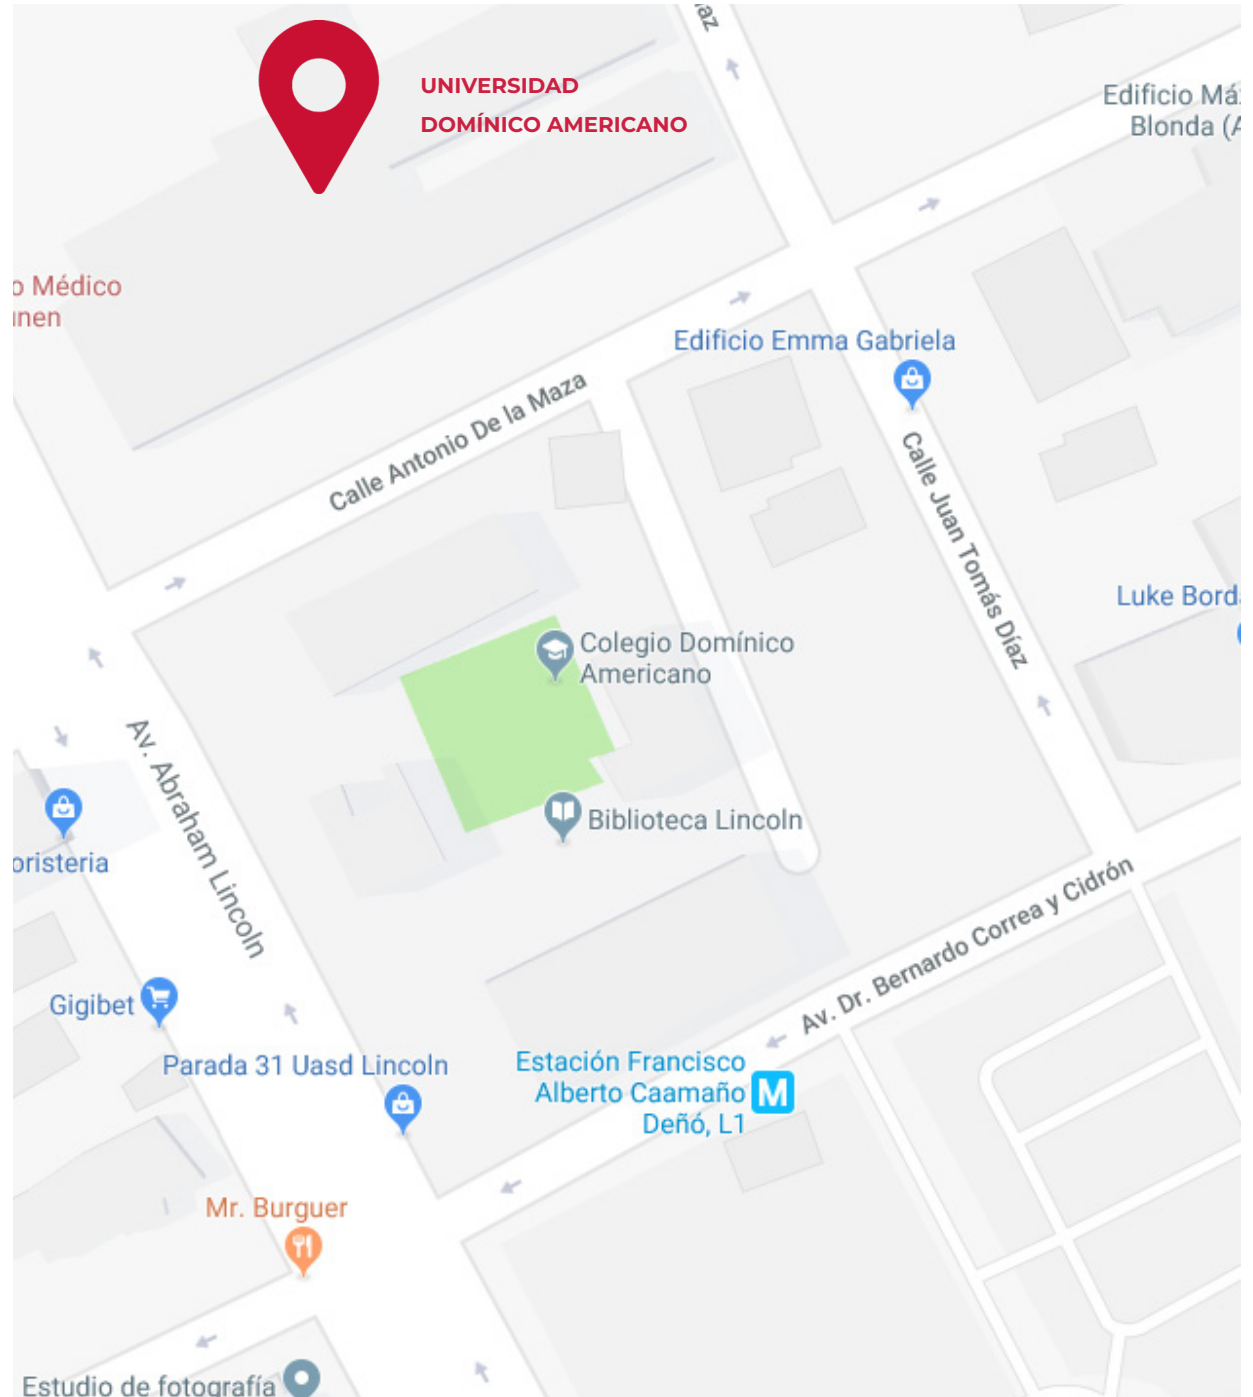 az
UNIVERSIDAD
DOMÍNICO AMERICANO
Edificio Má
Blonda (A
o Médico
Edificio Emma Gabriela
Calle Antonio De la Maza
Calle Juan Tomás Díaz
Luke Bord
Colegio Domínico
Americano
Av. Abraham Lincoln
Biblioteca Lincoln
oristeria
Av. Dr. Bernardo Correa y Cidrón
Gigibet
Parada 31 Uasd Lincoln
Estación Francisco
Alberto Caamaño
Deñó, L1
M
Mr. Burguer
Estudio de fotografía